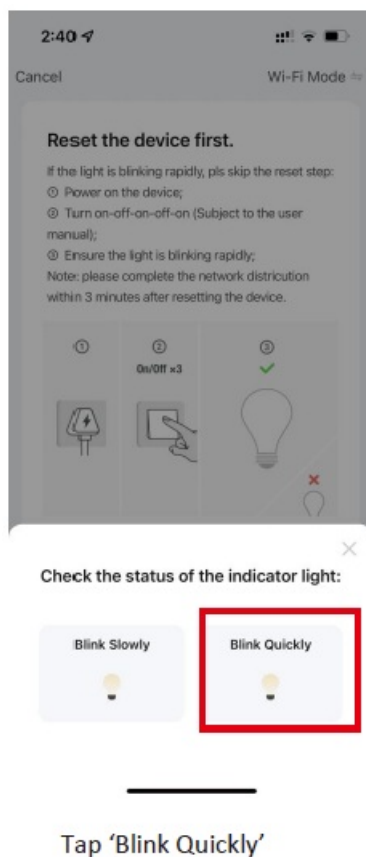 2:40
Cancel
Wi-Fi Mode
Reset the device first.
If the light is blinking rapidly, pls skip the reset step:
① Power on the device;
② Turn on-off-on-off-on (Subject to the user
manual);
③ Ensure the light is blinking rapidly;
Note: please complete the network districution
within 3 minutes after resetting the device.
① ② ③
On/Off ×3
Check the status of the indicator light:
Blink Slowly
Blink Quickly
Tap ‘Blink Quickly’